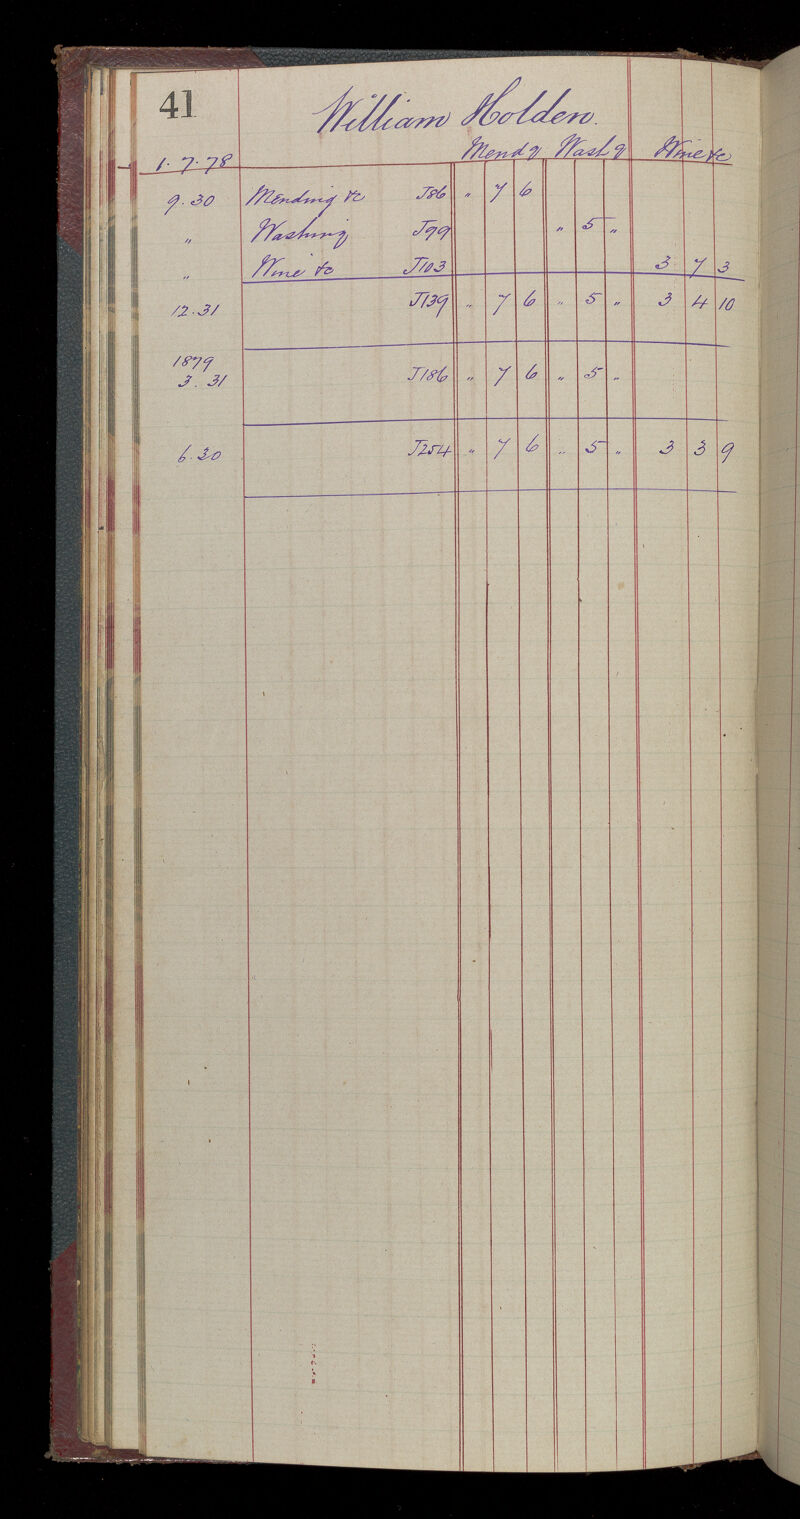 41
William Holden.
Mendg Washg Wine &c
1. 7. 78
9. 30 Mending &c J86 " 7 6
" Washing J99 " 5 "
" Wine &c J103 3 7 3
12. 31 J139 " 7 6 " 5 " 3 4 10
1879
3. 31 J186 " 7 6 " 5 "
6. 30 J254 " 7 6 " 5 " 3 3 9